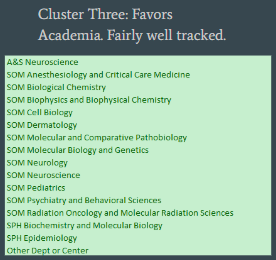 Cluster Three: Favors
Academia. Fairly well tracked.
A&S Neuroscience
SOM Anesthesiology and Critical Care Medicine
SOM Biological Chemistry
SOM Biophysics and Biophysical Chemistry
SOM Cell Biology
SOM Dermatology
SOM Molecular and Comparative Pathobiology
SOM Molecular Biology and Genetics
SOM Neurology
SOM Neuroscience
SOM Pediatrics
SOM Psychiatry and Behavioral Sciences
SOM Radiation Oncology and Molecular Radiation Sciences
SPH Biochemistry and Molecular Biology
SPH Epidemiology
Other Dept or Center